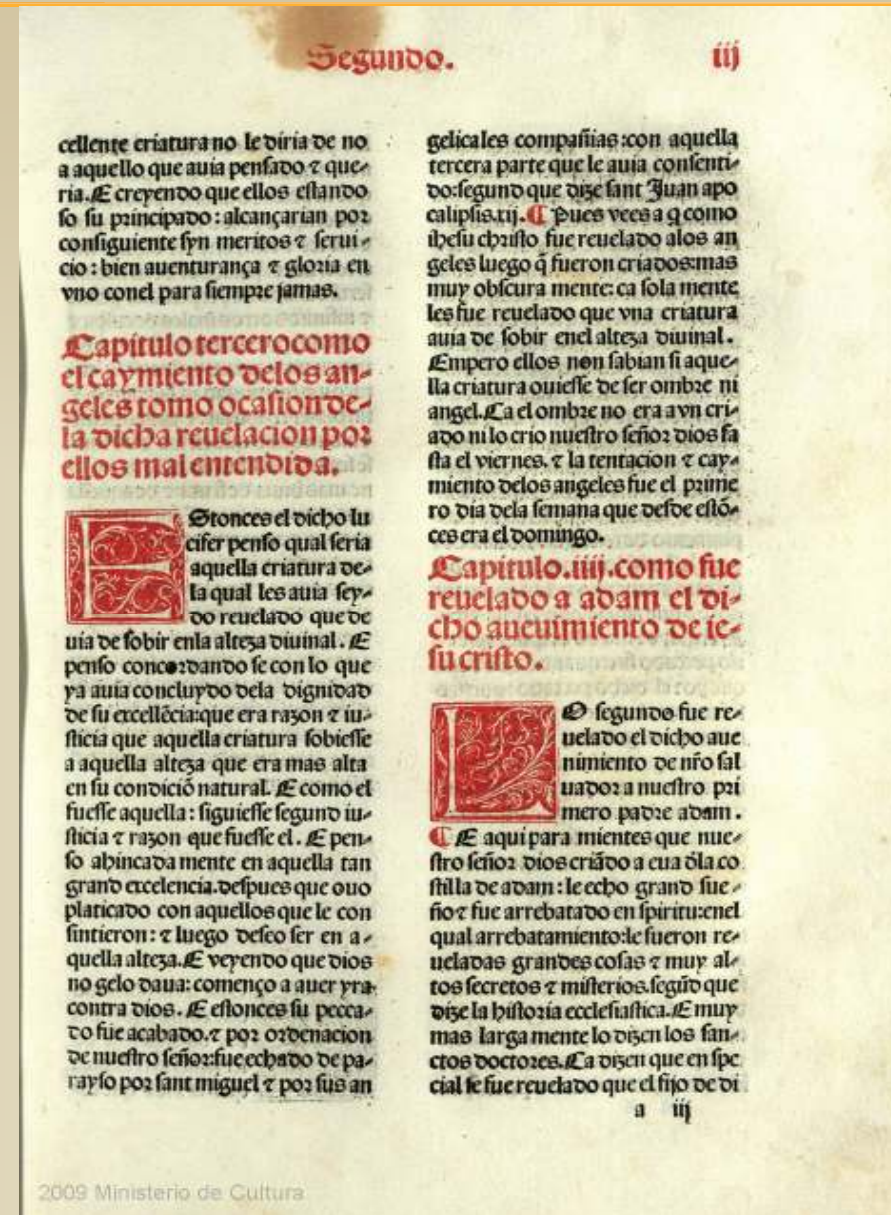 Segundo.
iij
cellente criatura no le diria de no
a aquello que auia pensado ⁊ que-
ria. E creyendo que ellos estando
so su principado: alcançarian por
consiguiente syn meritos ⁊ serui-
cio: bien auenturança ⁊ gloria en
vno conel para siempre jamas.
Capitulo tercero como
el caymiento delos an-
geles tomo ocasion de-
la dicha reuelacion por
ellos mal entendida.
EStonces el dicho lu
cifer penso qual seria
aquella criatura de-
la qual les auia sey-
do reuelado que de
uia de sobir enla alteza diuinal. E
penso concordando se con lo que
ya auia concluydo dela dignidad
de su excellẽcia: que era razon ⁊ iu-
sticia que aquella criatura sobiesse
a aquella alteza que era mas alta
en su condiciõ natural. E como el
fuesse aquella: siguiesse segund iu-
sticia ⁊ razon que fuesse el. E pen-
so ahincada mente en aquella tan
grand excelencia. despues que ouo
platicado con aquellos que le con
sintieron: ⁊ luego deseo ser en a-
quella alteza. E veyendo que dios
no gelo daua: començo a auer yra
contra dios. E estonces su pecca-
do fue acabado. ⁊ por ordenacion
de nuestro señor: fue echado de pa-
rayso por sant miguel ⁊ por sus an
gelicales compañias: con aquella
tercera parte que le auia consenti-
do: segund que dize sant Juan apo
calipsis. xij. ¶ Pues vees a q̃ como
ihesu christo fue reuelado alos an
geles luego q̃ fueron criados: mas
muy obscura mente: ca sola mente
les fue reuelado que vna criatura
auia de sobir enel alteza diuinal.
Empero ellos non sabian si aque-
lla criatura ouiesse de ser ombre ni
angel. Ca el ombre no era avn cri-
ado ni lo crio nuestro señor dios fa
sta el viernes. ⁊ la tentacion ⁊ cay-
miento delos angeles fue el prime
ro dia dela semana que desde estõ-
ces era el domingo.
Capitulo. iiij. como fue
reuelado a adam el di-
cho aueuimiento de ie-
su cristo.
LO segundo fue re-
uelado el dicho aue
nimiento de nr̃o sal
uador a nuestro pri
mero padre adam.
¶ E aqui para mientes que nue-
stro señor dios criãdo a eua d̃la co
stilla de adam: le echo grand sue-
ño ⁊ fue arrebatado en spiritu: enel
qual arrebatamiento: le fueron re-
ueladas grandes cosas ⁊ muy al-
tos secretos ⁊ misterios. segũd que
dize la historia ecclesiastica. E muy
mas larga mente lo dizen los san-
ctos doctores. Ca dizen que en spe
cial le fue reuelado que el fijo de di
a iij
2009 Ministerio de Cultura